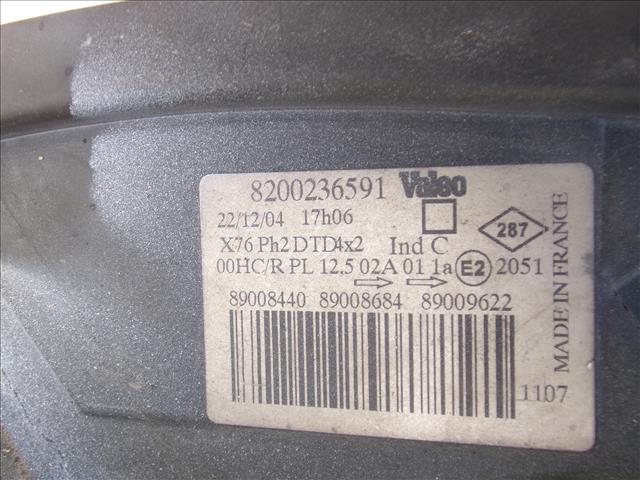 8200236591 Valeo
22/12/04 17h06
287
X76 Ph2 DTD4x2 Ind C
00HC/R PL 12.5 02A 01 1a E2 2051
89008440 89008684 89009622
1107
MADE IN FRANCE